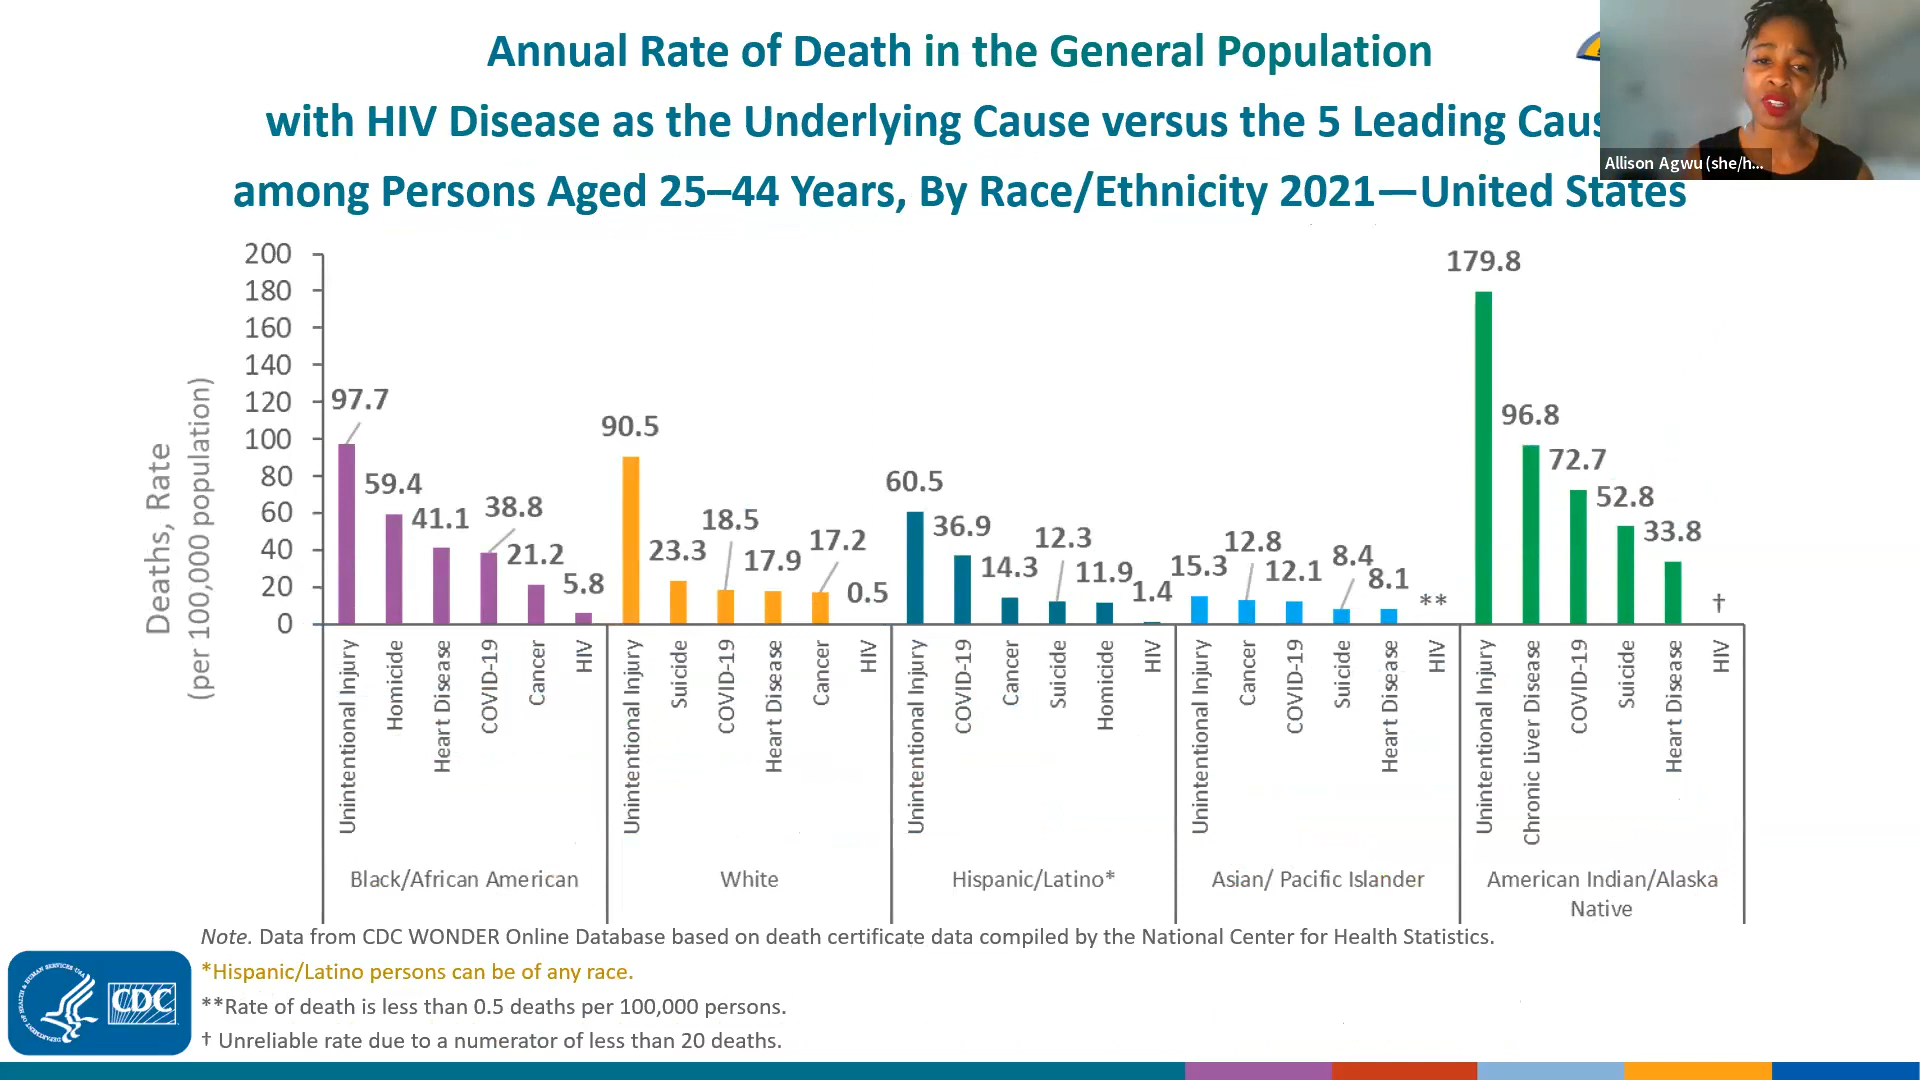 Annual Rate of Death in the General Population
with HIV Disease as the Underlying Cause versus the 5 Leading
among Persons Aged 25–44 Years, By Race/Ethnicity 2021—United States
Allison Agwu (she/h...
Deaths, Rate
(per 100,000 population)
200
180
160
140
120
100
80
60
40
20
0
97.7
59.4
41.1
38.8
21.2
5.8
90.5
23.3
18.5
17.9
17.2
0.5
60.5
36.9
14.3
12.3
11.9
1.4
15.3
12.8
12.1
8.4
8.1
**
179.8
96.8
72.7
52.8
33.8
†
Unintentional Injury
Homicide
Heart Disease
COVID-19
Cancer
HIV
Unintentional Injury
Suicide
COVID-19
Heart Disease
Cancer
HIV
Unintentional Injury
COVID-19
Cancer
Suicide
Homicide
HIV
Unintentional Injury
Cancer
COVID-19
Suicide
Heart Disease
HIV
Unintentional Injury
Chronic Liver Disease
COVID-19
Suicide
Heart Disease
HIV
Black/African American
White
Hispanic/Latino*
Asian/ Pacific Islander
American Indian/Alaska
Native
Note. Data from CDC WONDER Online Database based on death certificate data compiled by the National Center for Health Statistics.
*Hispanic/Latino persons can be of any race.
**Rate of death is less than 0.5 deaths per 100,000 persons.
† Unreliable rate due to a numerator of less than 20 deaths.
CDC